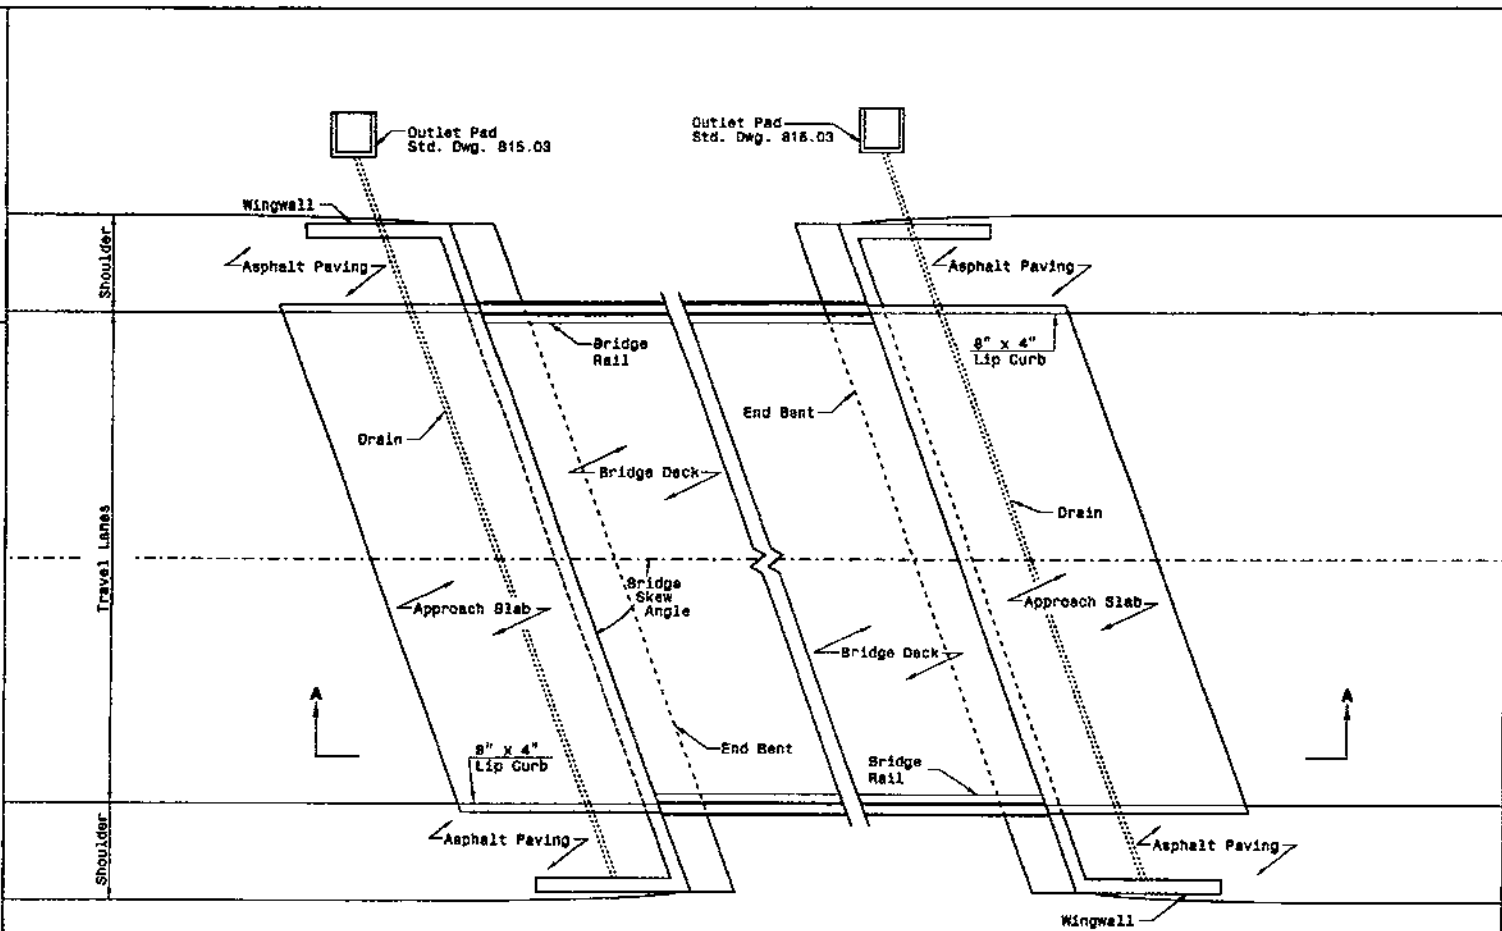 Outlet Pad
Std. Dwg. 815.03
Outlet Pad
Std. Dwg. 815.03
Wingwall
Shoulder
Asphalt Paving
Asphalt Paving
Bridge
Rail
8" x 4"
Lip Curb
End Bent
Drain
Bridge Deck
Drain
Travel Lanes
Bridge
Skew
Angle
Approach Slab
Approach Slab
Bridge Deck
A
A
8" x 4"
Lip Curb
End Bent
Bridge
Rail
Shoulder
Asphalt Paving
Asphalt Paving
Wingwall